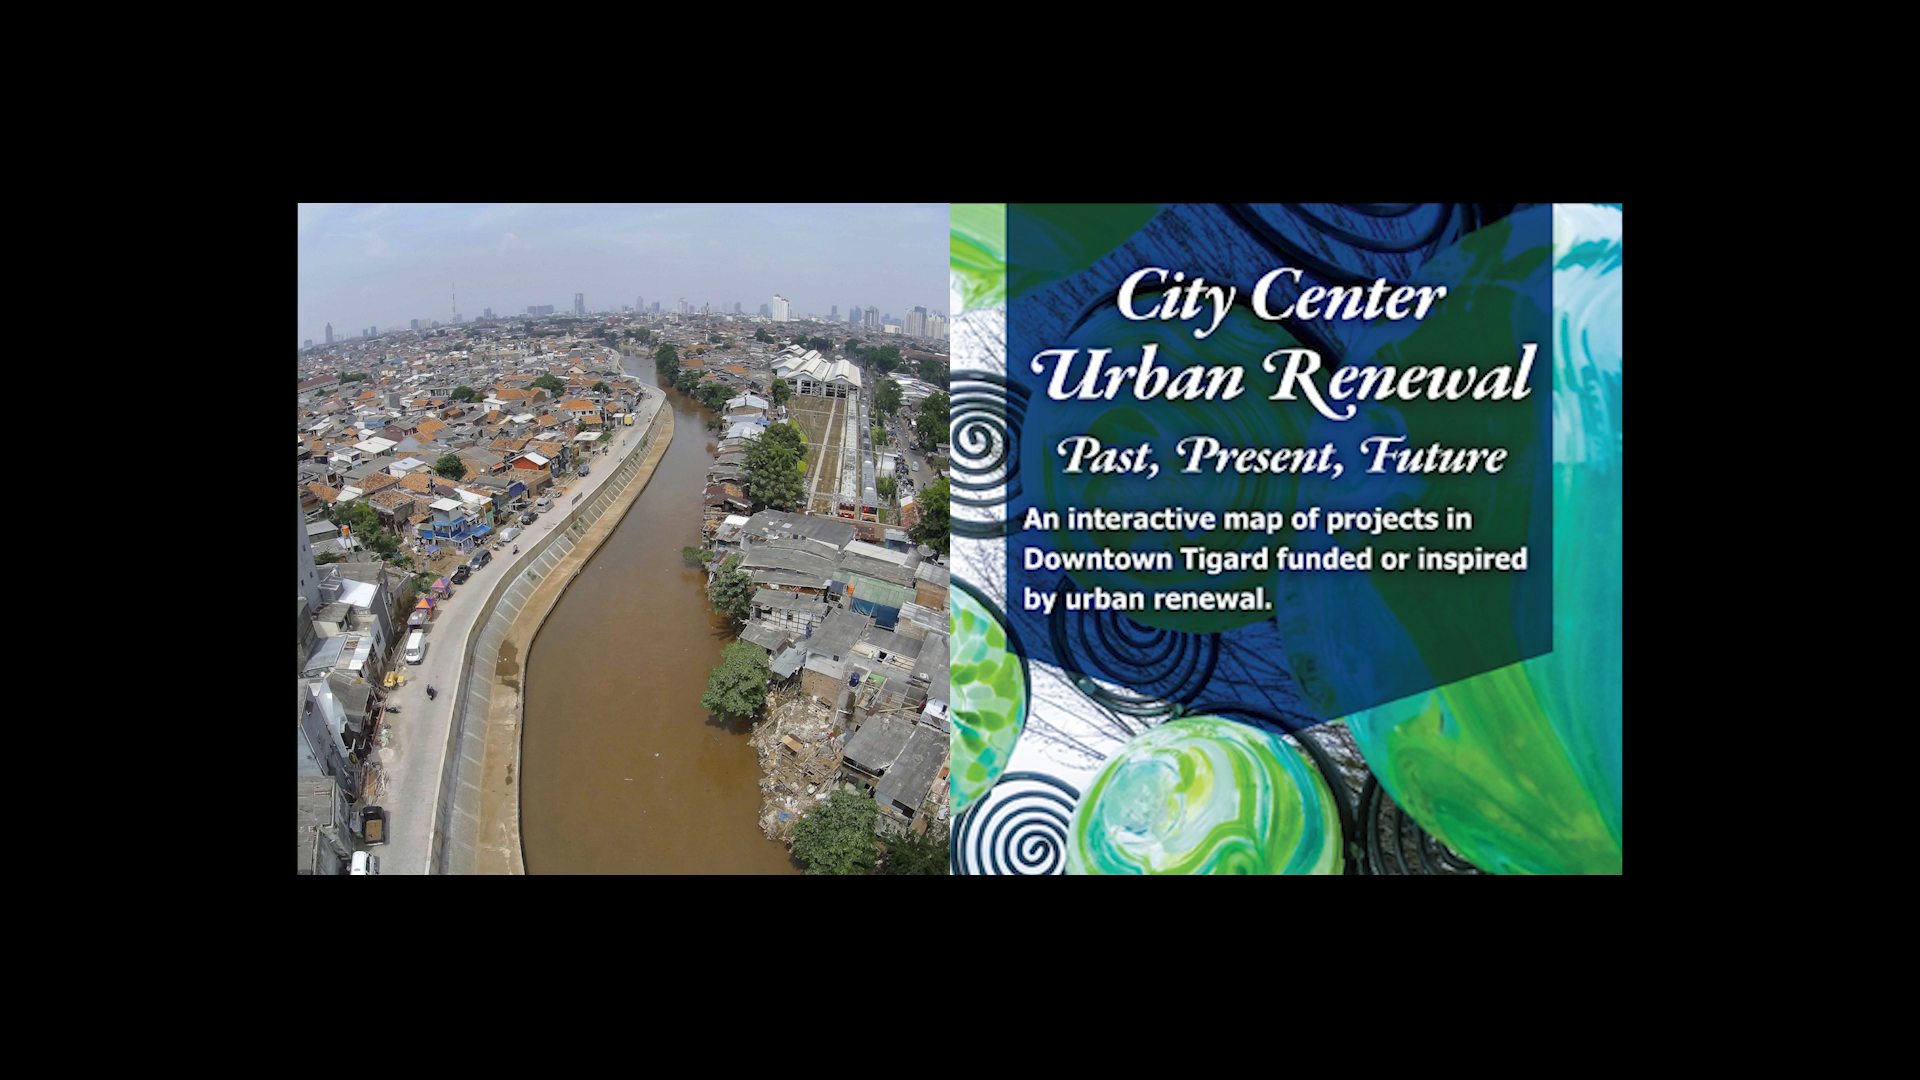 City Center
Urban Renewal
Past, Present, Future
An interactive map of projects in
Downtown Tigard funded or inspired
by urban renewal.